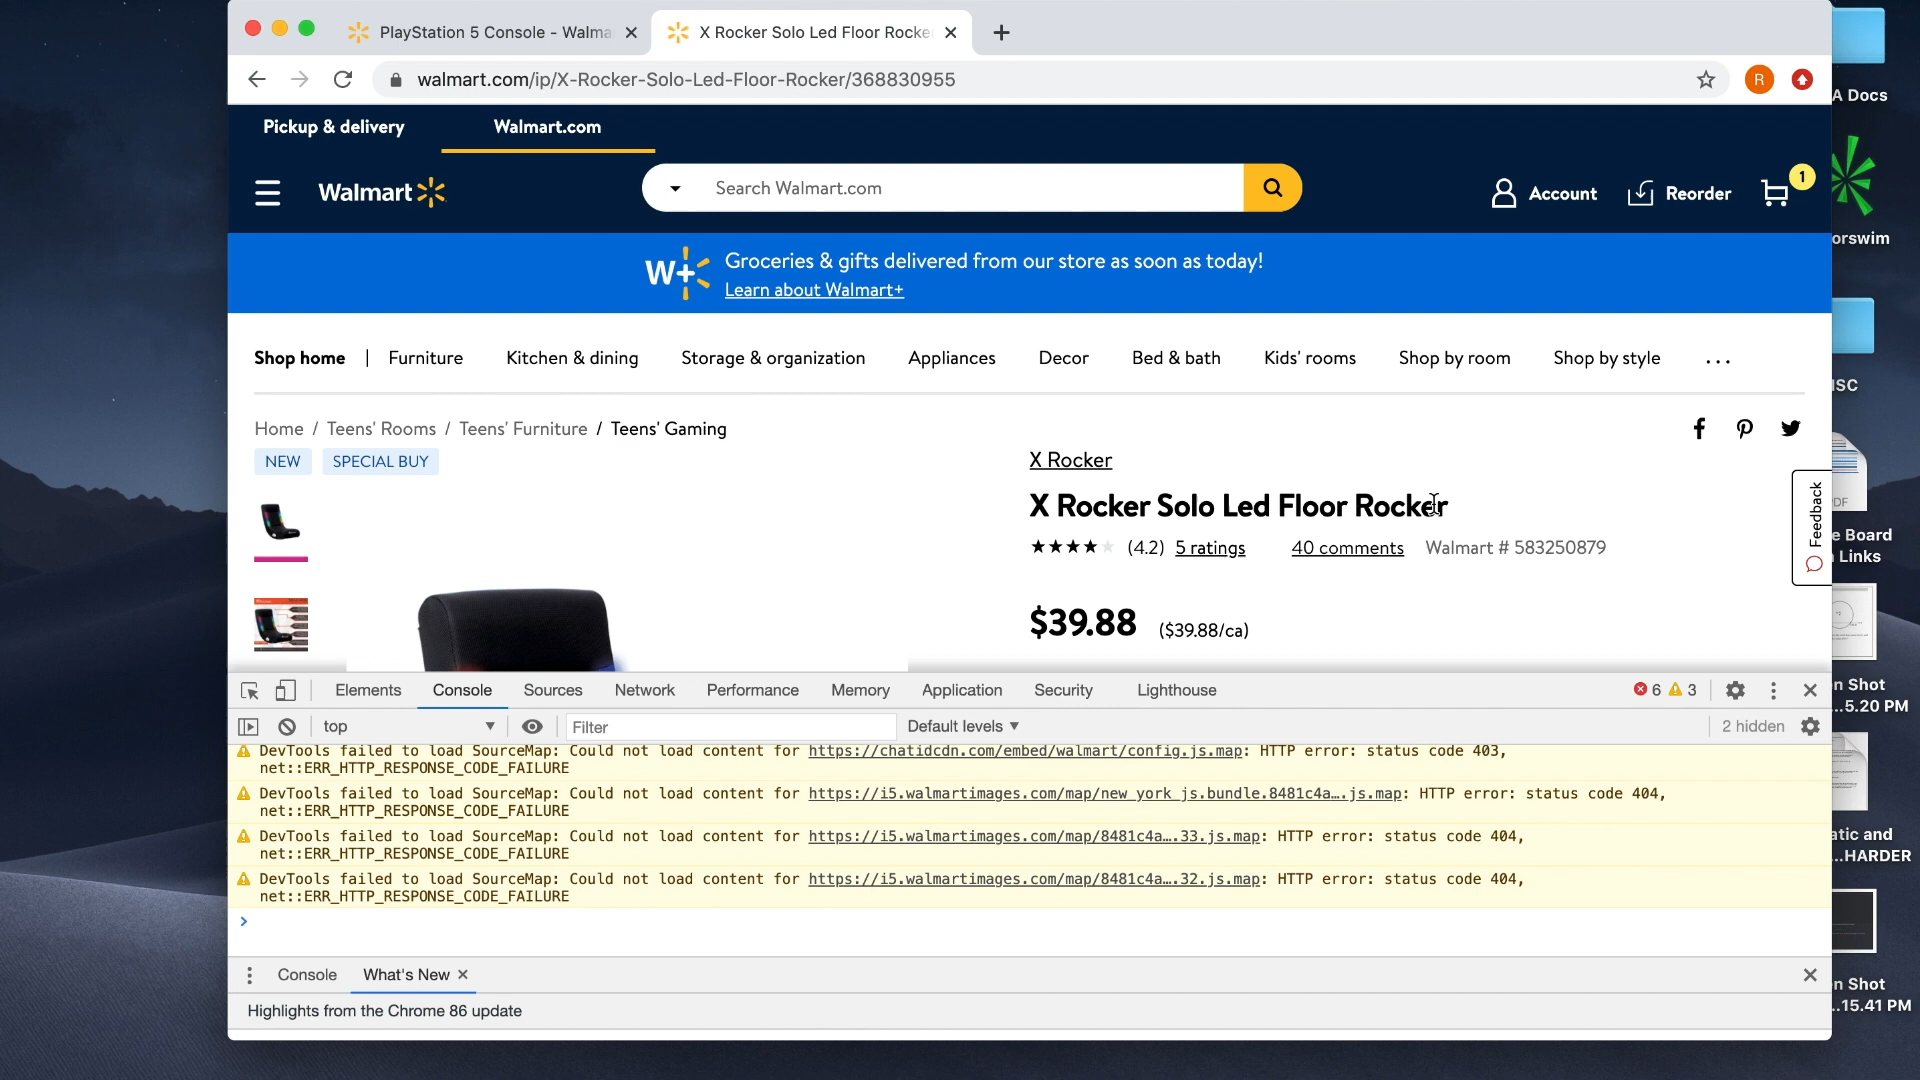 PlayStation 5 Console - Walma
X Rocker Solo Led Floor Rocke
walmart.com/ip/X-Rocker-Solo-Led-Floor-Rocker/368830955
R
Pickup & delivery
Walmart.com
Walmart
Search Walmart.com
Account
Reorder
1
W+
Groceries & gifts delivered from our store as soon as today!
Learn about Walmart+
Shop home | Furniture Kitchen & dining Storage & organization Appliances Decor Bed & bath Kids' rooms Shop by room Shop by style ...
Home / Teens' Rooms / Teens' Furniture / Teens' Gaming
NEW SPECIAL BUY
X Rocker
X Rocker Solo Led Floor Rocker
(4.2) 5 ratings 40 comments Walmart # 583250879
$39.88 ($39.88/ca)
Feedback
Elements Console Sources Network Performance Memory Application Security Lighthouse 6 3
top Filter Default levels 2 hidden
DevTools failed to load SourceMap: Could not load content for https://chatidcdn.com/embed/walmart/config.js.map: HTTP error: status code 403,
net::ERR_HTTP_RESPONSE_CODE_FAILURE
DevTools failed to load SourceMap: Could not load content for https://i5.walmartimages.com/map/new_york_js.bundle.8481c4a….js.map: HTTP error: status code 404,
net::ERR_HTTP_RESPONSE_CODE_FAILURE
DevTools failed to load SourceMap: Could not load content for https://i5.walmartimages.com/map/8481c4a….33.js.map: HTTP error: status code 404,
net::ERR_HTTP_RESPONSE_CODE_FAILURE
DevTools failed to load SourceMap: Could not load content for https://i5.walmartimages.com/map/8481c4a….32.js.map: HTTP error: status code 404,
net::ERR_HTTP_RESPONSE_CODE_FAILURE
>
Console What's New
Highlights from the Chrome 86 update
A Docs
orswim
ISC
PDF
e Board
Links
n Shot
...5.20 PM
atic and
...HARDER
n Shot
...15.41 PM